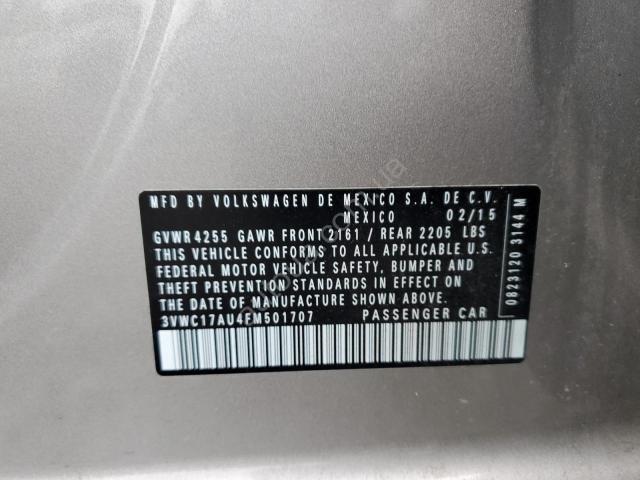 MFD BY VOLKSWAGEN DE MEXICO S.A. DE C.V.
MEXICO 02/15
GVWR4255 GAWR FRONT 2161 / REAR 2205 LBS
THIS VEHICLE CONFORMS TO ALL APPLICABLE U.S.
FEDERAL MOTOR VEHICLE SAFETY, BUMPER AND
THEFT PREVENTION STANDARDS IN EFFECT ON
THE DATE OF MANUFACTURE SHOWN ABOVE.
3VWC17AU4FM501707 PASSENGER CAR
0823120 3144 M